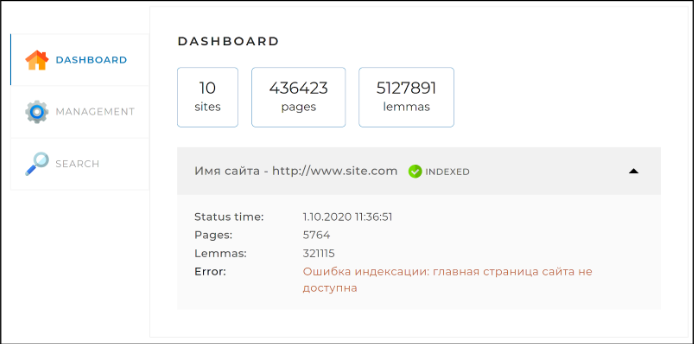 DASHBOARD
MANAGEMENT
SEARCH
DASHBOARD
10
sites
436423
pages
5127891
lemmas
Имя сайта - http://www.site.com INDEXED
Status time: 1.10.2020 11:36:51
Pages: 5764
Lemmas: 321115
Error: Ошибка индексации: главная страница сайта не
доступна